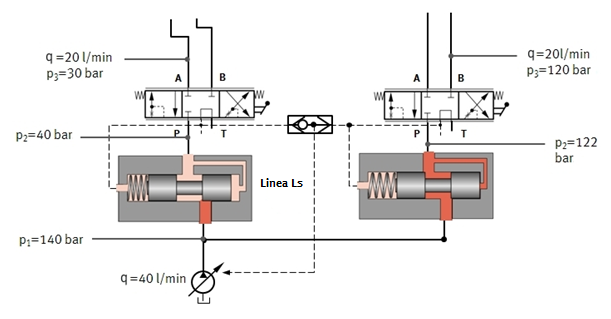 q=20 l/min
p₃=30 bar
A
B
P
T
p₂=40 bar
Linea Ls
p₁=140 bar
q=40 l/min
q=20l/min
p₃=120 bar
A
B
P
T
p₂=122
bar